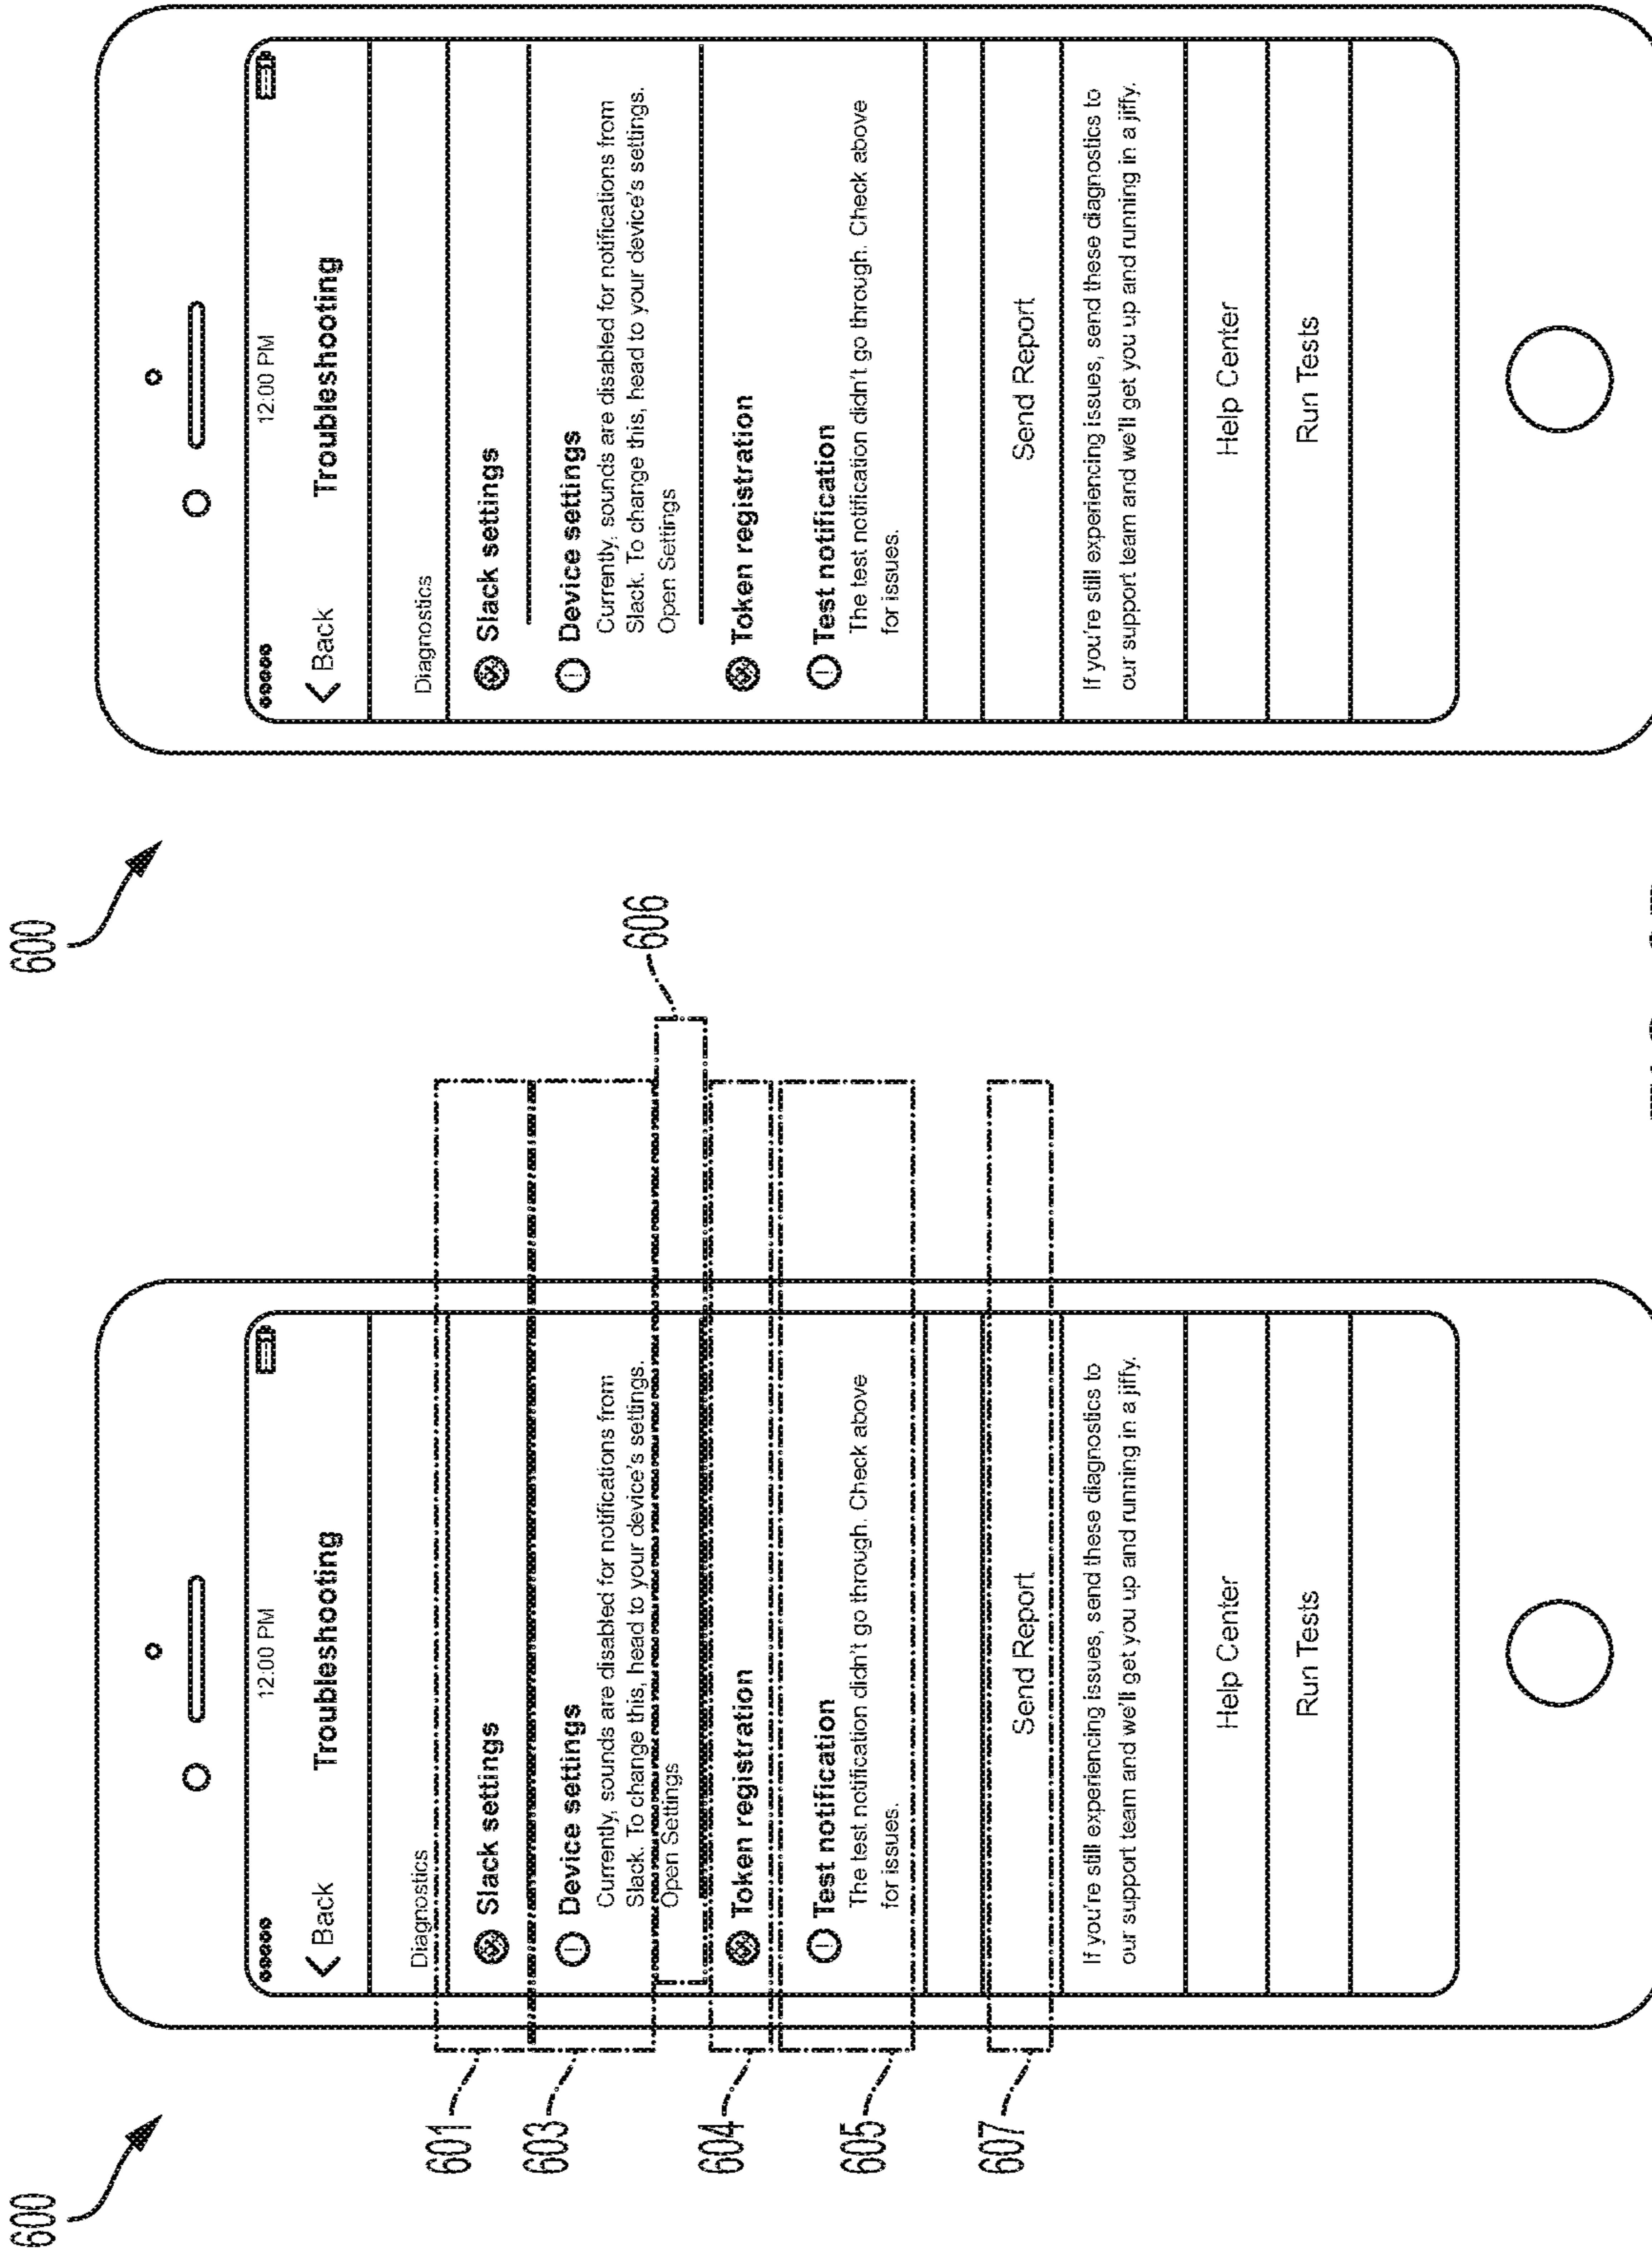 600
12:00 PM
Back
Troubleshooting
Diagnostics
Slack settings
Device settings
Currently, sounds are disabled for notifications from
Slack. To change this, head to your device's settings.
Open Settings
Token registration
Test notification
The test notification didn't go through. Check above
for issues.
Send Report
If you're still experiencing issues, send these diagnostics to
our support team and we'll get you up and running in a jiffy.
Help Center
Run Tests
601
603
604
605
607
606
600
12:00 PM
Back
Troubleshooting
Diagnostics
Slack settings
Device settings
Currently, sounds are disabled for notifications from
Slack. To change this, head to your device's settings.
Open Settings
Token registration
Test notification
The test notification didn't go through. Check above
for issues.
Send Report
If you're still experiencing issues, send these diagnostics to
our support team and we'll get you up and running in a jiffy.
Help Center
Run Tests